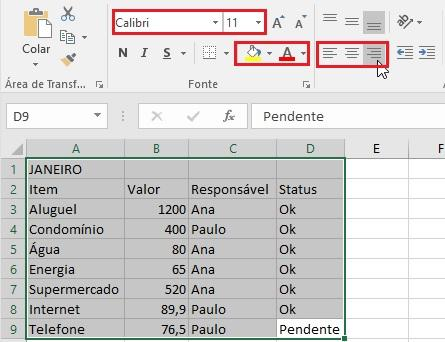 Calibri 11 A A
Colar
N I S A
Área de Transf... Fonte
D9 fx Pendente
A B C D E F
1 JANEIRO
2 Item Valor Responsável Status
3 Aluguel 1200 Ana Ok
4 Condomínio 400 Paulo Ok
5 Água 80 Ana Ok
6 Energia 65 Ana Ok
7 Supermercado 520 Ana Ok
8 Internet 89,9 Paulo Ok
9 Telefone 76,5 Paulo Pendente